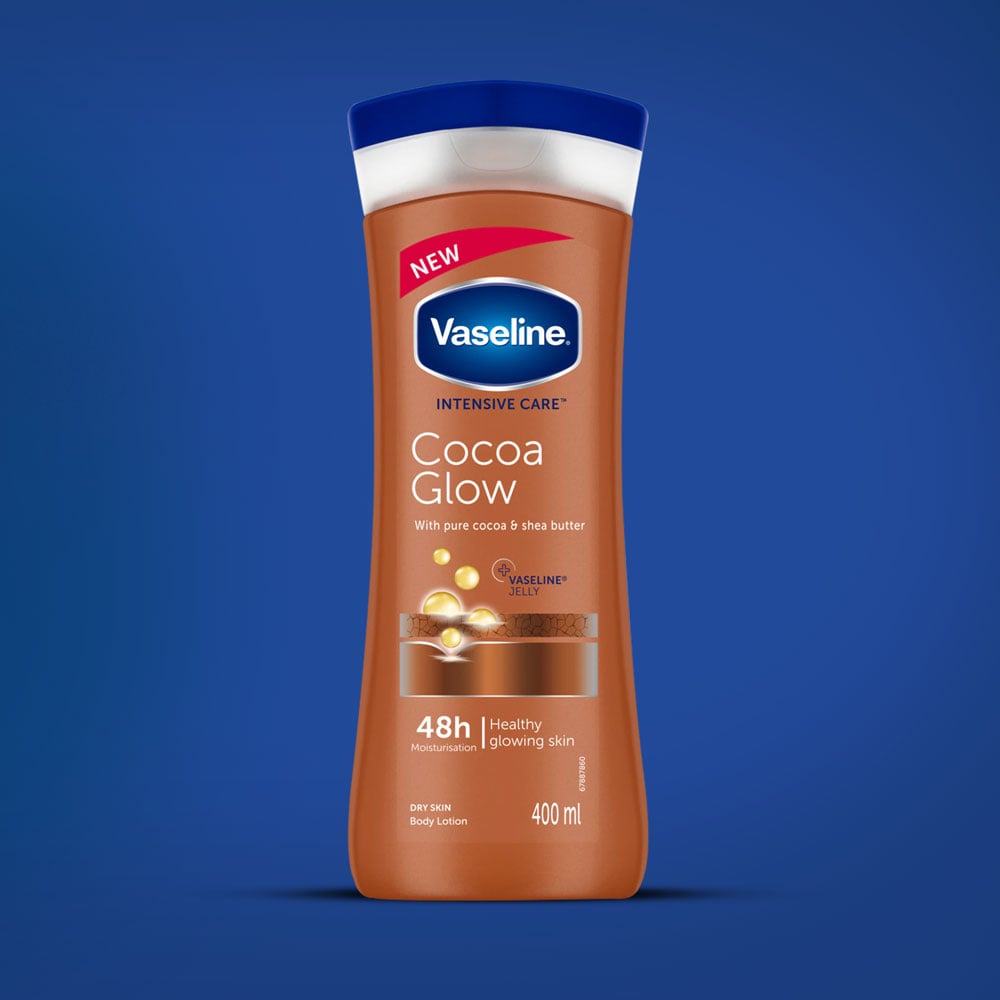 NEW
Vaseline®
INTENSIVE CARE™
Cocoa
Glow
With pure cocoa & shea butter
VASELINE®
JELLY
48h
Moisturisation
Healthy
glowing skin
67887860
DRY SKIN
Body Lotion
400 ml